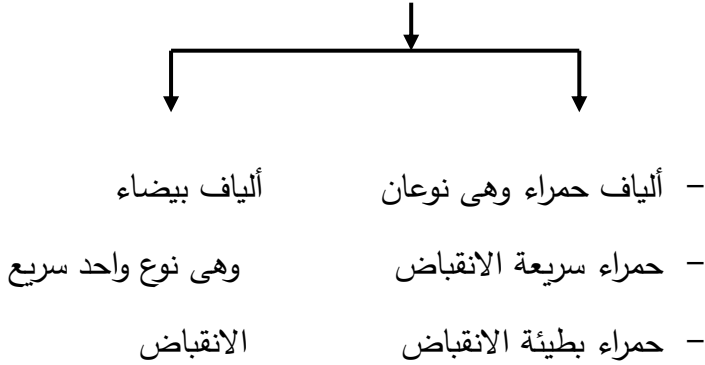 - ألياف حمراء وهى نوعان ألياف بيضاء
- حمراء سريعة الانقباض وهى نوع واحد سريع
- حمراء بطيئة الانقباض الانقباض